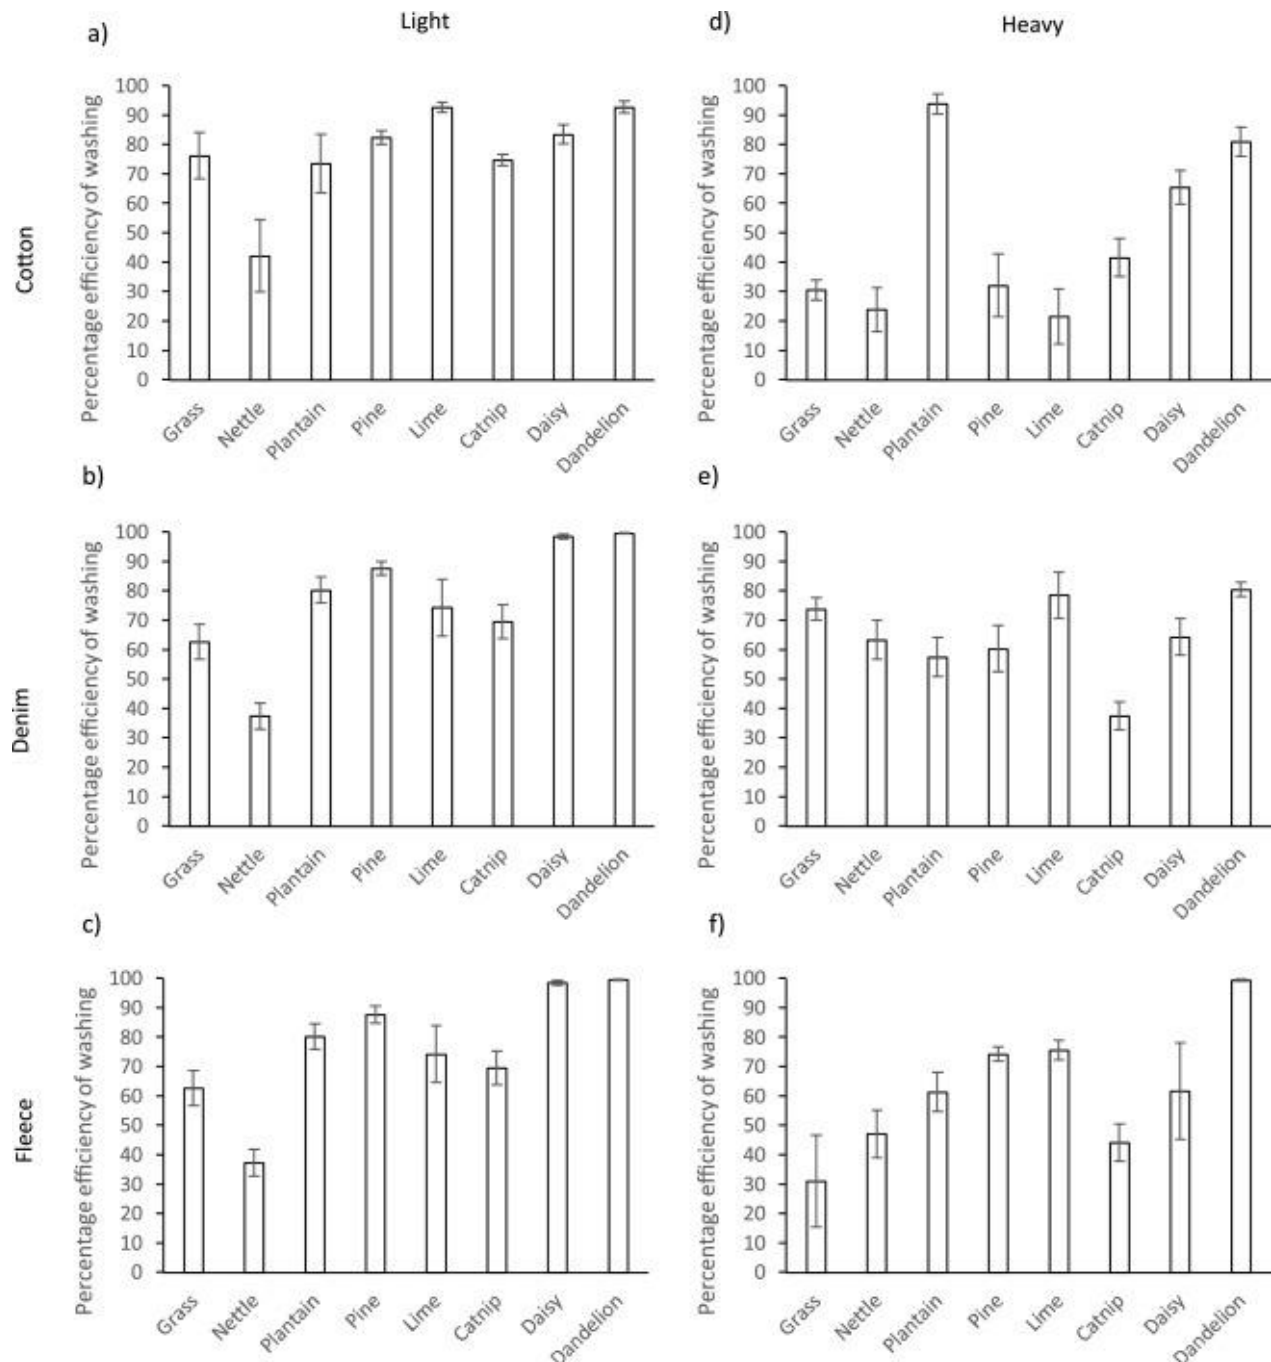 Light
Heavy
a)
Cotton
Percentage efficiency of washing
100
90
80
70
60
50
40
30
20
10
0
Grass
Nettle
Plantain
Pine
Lime
Catnip
Daisy
Dandelion
d)
Percentage efficiency of washing
100
90
80
70
60
50
40
30
20
10
0
Grass
Nettle
Plantain
Pine
Lime
Catnip
Daisy
Dandelion
b)
Denim
Percentage efficiency of washing
100
90
80
70
60
50
40
30
20
10
0
Grass
Nettle
Plantain
Pine
Lime
Catnip
Daisy
Dandelion
e)
Percentage efficiency of washing
100
90
80
70
60
50
40
30
20
10
0
Grass
Nettle
Plantain
Pine
Lime
Catnip
Daisy
Dandelion
c)
Fleece
Percentage efficiency of washing
100
90
80
70
60
50
40
30
20
10
0
Grass
Nettle
Plantain
Pine
Lime
Catnip
Daisy
Dandelion
f)
Percentage efficiency of washing
100
90
80
70
60
50
40
30
20
10
0
Grass
Nettle
Plantain
Pine
Lime
Catnip
Daisy
Dandelion